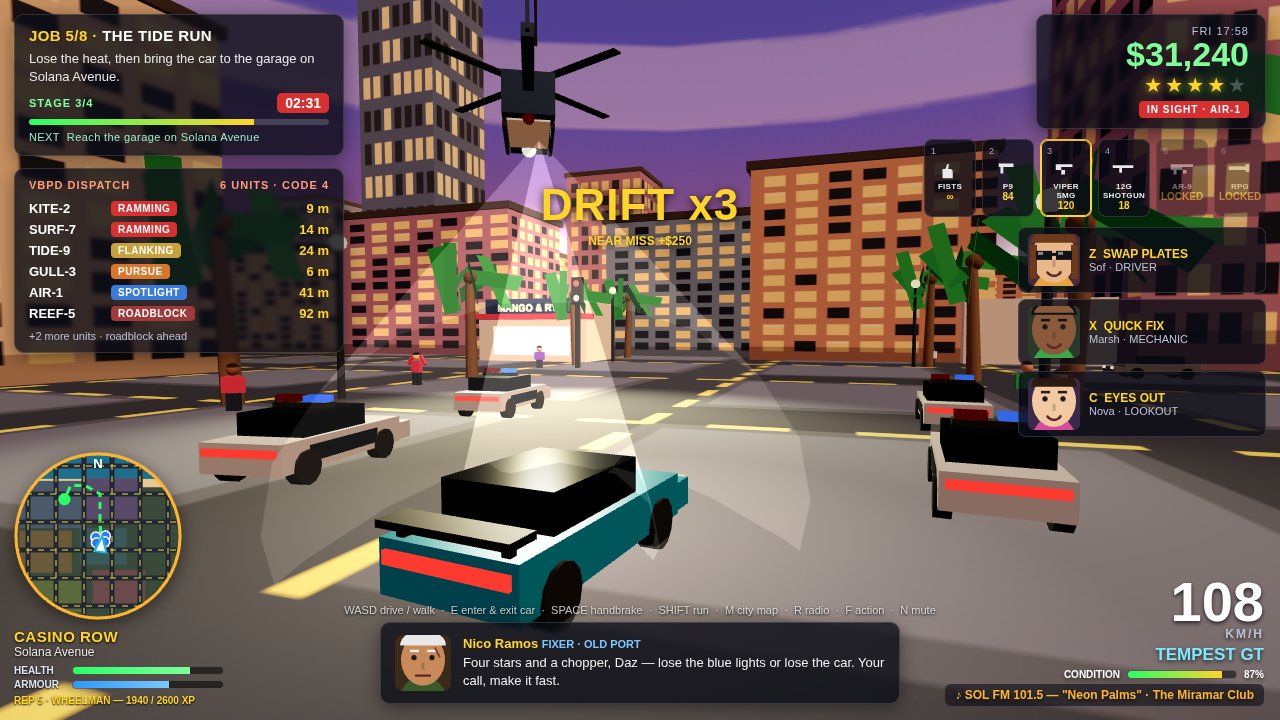 JOB 5/8 · THE TIDE RUN
Lose the heat, then bring the car to the garage on
Solana Avenue.
STAGE 3/4
02:31
NEXT Reach the garage on Solana Avenue
VBPD DISPATCH
6 UNITS · CODE 4
KITE-2 RAMMING 9 m
SURF-7 RAMMING 14 m
TIDE-9 FLANKING 24 m
GULL-3 PURSUE 6 m
AIR-1 SPOTLIGHT 41 m
REEF-5 ROADBLOCK 92 m
+2 more units · roadblock ahead
DRIFT x3
NEAR MISS +$250
MANGO &
FRI 17:58
$31,240
★★★★★
IN SIGHT · AIR-1
1 FISTS ∞
2 P9 84
3 VIPER SMG 120
4 12G SHOTGUN 18
5 AR-9 LOCKED
6 RPG LOCKED
Z SWAP PLATES
Sof · DRIVER
X QUICK FIX
Marsh · MECHANIC
C EYES OUT
Nova · LOOKOUT
N
CASINO ROW
Solana Avenue
HEALTH
ARMOUR
REP 5 · WHEELMAN — 1940 / 2600 XP
WASD drive / walk · E enter & exit car · SPACE handbrake · SHIFT run · M city map · R radio · F action · N mute
Nico Ramos FIXER · OLD PORT
Four stars and a chopper, Daz — lose the blue lights or lose the car. Your
call, make it fast.
108
KM/H
TEMPEST GT
CONDITION 87%
♪ SOL FM 101.5 — "Neon Palms" · The Miramar Club